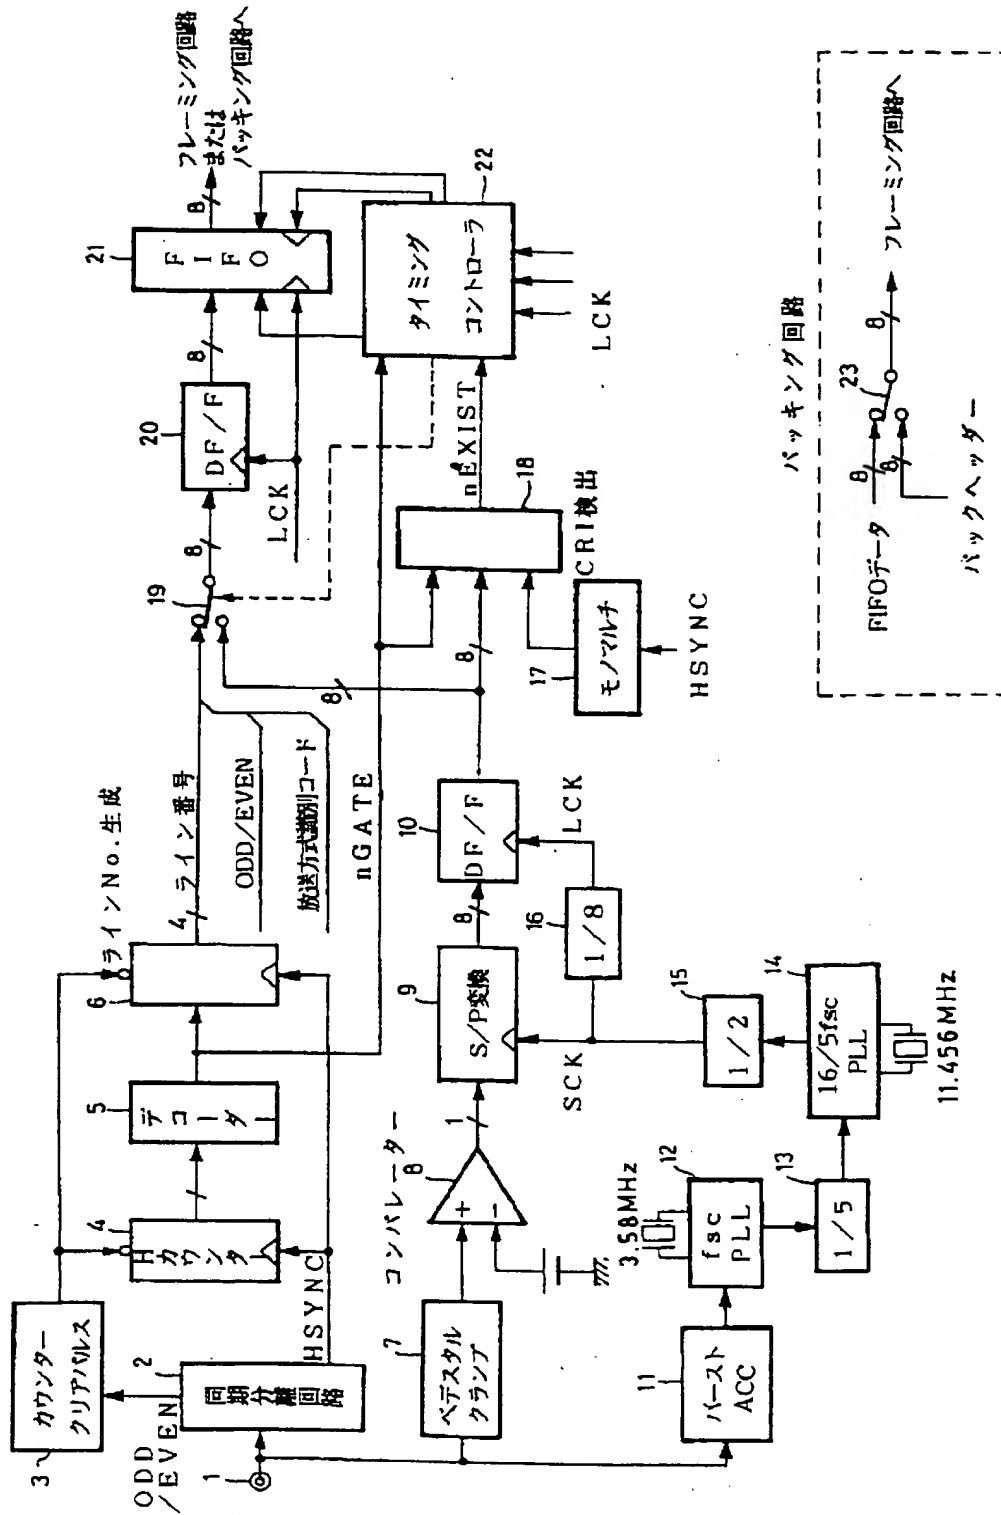 1
ODD
/EVEN
3
カウンター
クリアパルス
2
同期分離回路
HSYNC
4
Hカウンタ
5
デコーダー
6
ラインNo.生成
4
ライン番号
ODD/EVEN
放送方式識別コード
nGATE
19
8
8
20
DF/F
LCK
8
21
FIFO
8
フレーミング回路
または
パッキング回路へ
22
タイミング
コントローラ
LCK
nEXIST
18
CRI検出
17
モノマルチ
HSYNC
8
7
ペデスタル
クランプ
コンパレーター
8
+
−
1
9
S/P変換
8
10
DF/F
LCK
16
1/8
SCK
15
1/2
14
16/5fsc
PLL
11.456MHz
11
バースト
ACC
12
fsc
PLL
3.58MHz
13
1/5
パッキング回路
FIFOデータ
8
8
23
8
フレーミング回路へ
パックヘッダー